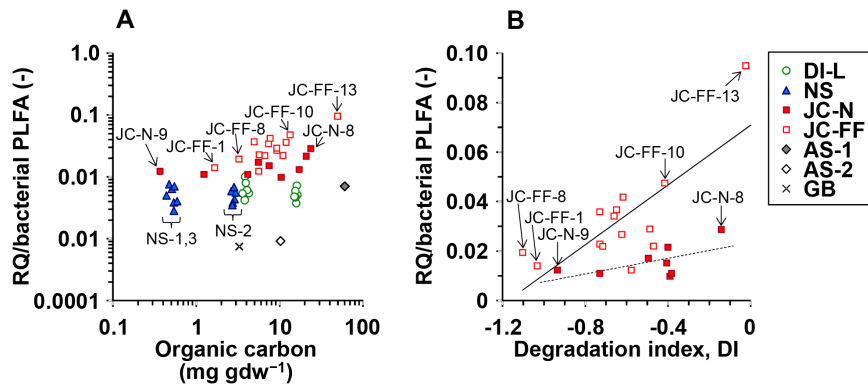 A
RQ/bacterial PLFA (-)
1.0
0.1
0.01
0.001
0.0001
JC-FF-13
JC-FF-10
JC-N-9
JC-FF-8
JC-N-8
JC-FF-1
NS-1,3
NS-2
0.1
1
10
100
Organic carbon
(mg gdw⁻¹)
B
RQ/bacterial PLFA (-)
0.10
0.08
0.06
0.04
0.02
0
JC-FF-13
JC-FF-10
JC-FF-8
JC-FF-1
JC-N-9
JC-N-8
-1.2
-0.8
-0.4
0
Degradation index, DI
DI-L
NS
JC-N
JC-FF
AS-1
AS-2
GB